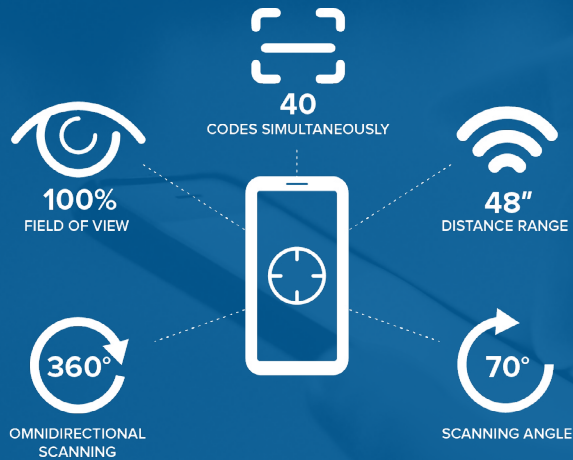 40
CODES SIMULTANEOUSLY
100%
FIELD OF VIEW
48"
DISTANCE RANGE
360°
OMNIDIRECTIONAL
SCANNING
70°
SCANNING ANGLE